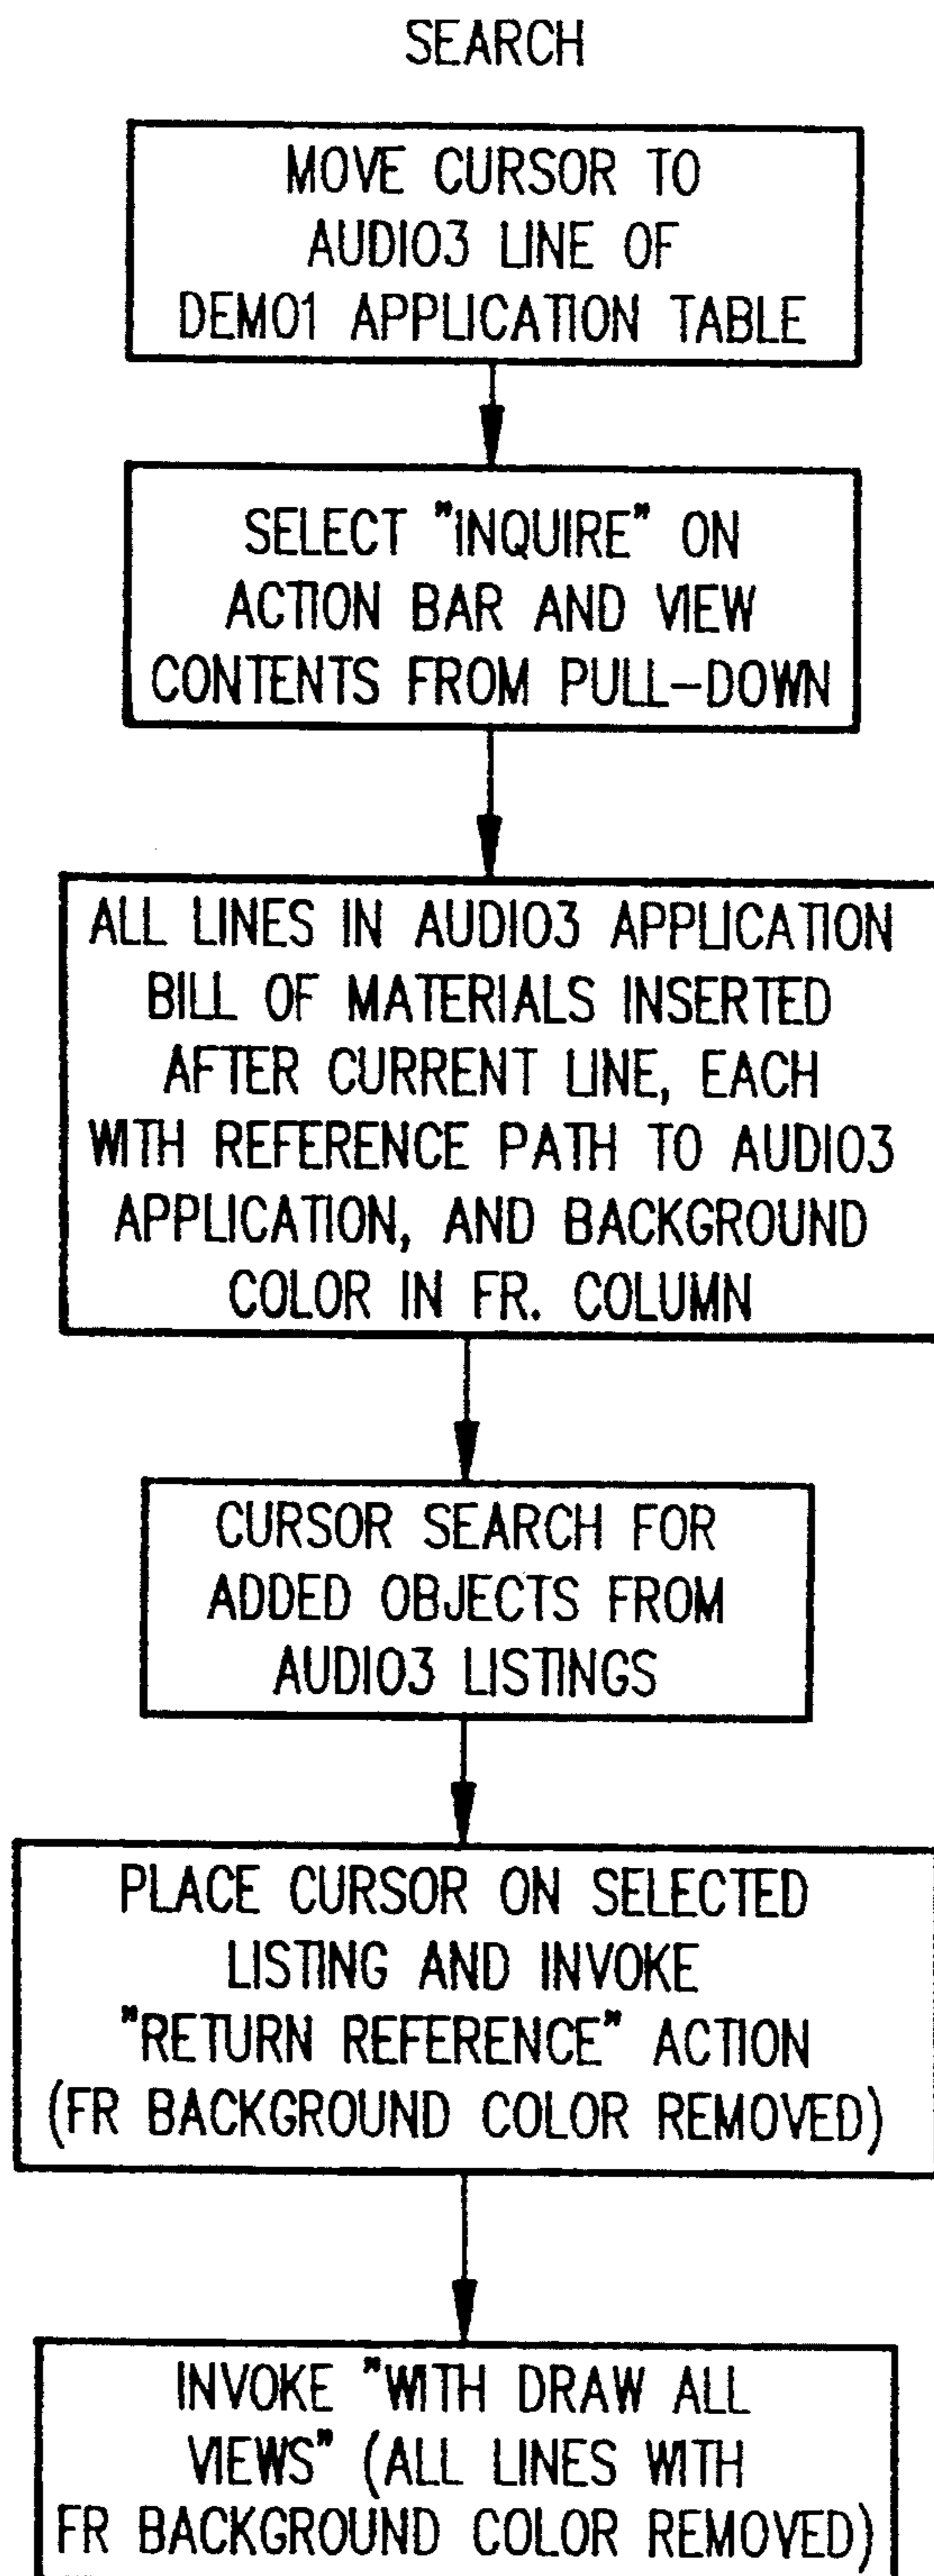 SEARCH
MOVE CURSOR TO
AUDIO3 LINE OF
DEMO1 APPLICATION TABLE
SELECT "INQUIRE" ON
ACTION BAR AND VIEW
CONTENTS FROM PULL-DOWN
ALL LINES IN AUDIO3 APPLICATION
BILL OF MATERIALS INSERTED
AFTER CURRENT LINE, EACH
WITH REFERENCE PATH TO AUDIO3
APPLICATION, AND BACKGROUND
COLOR IN FR. COLUMN
CURSOR SEARCH FOR
ADDED OBJECTS FROM
AUDIO3 LISTINGS
PLACE CURSOR ON SELECTED
LISTING AND INVOKE
"RETURN REFERENCE" ACTION
(FR BACKGROUND COLOR REMOVED)
INVOKE "WITH DRAW ALL
VIEWS" (ALL LINES WITH
FR BACKGROUND COLOR REMOVED)